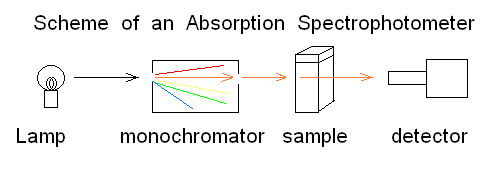 Scheme of an Absorption Spectrophotometer
Lamp monochromator sample detector